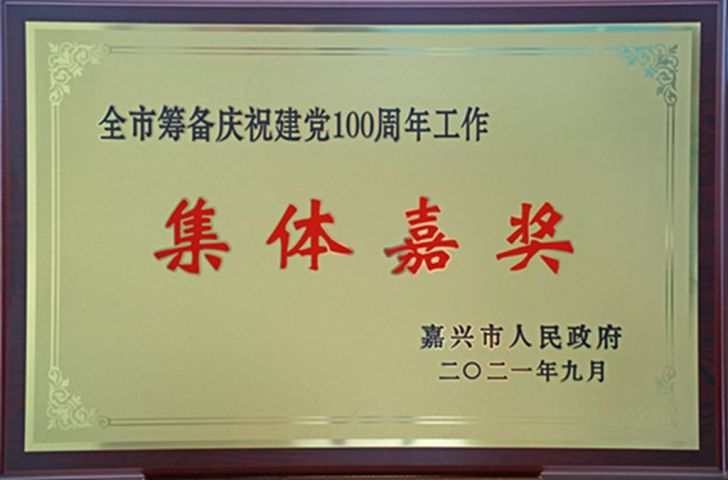 全市筹备庆祝建党100周年工作
集体嘉奖
嘉兴市人民政府
二〇二一年九月